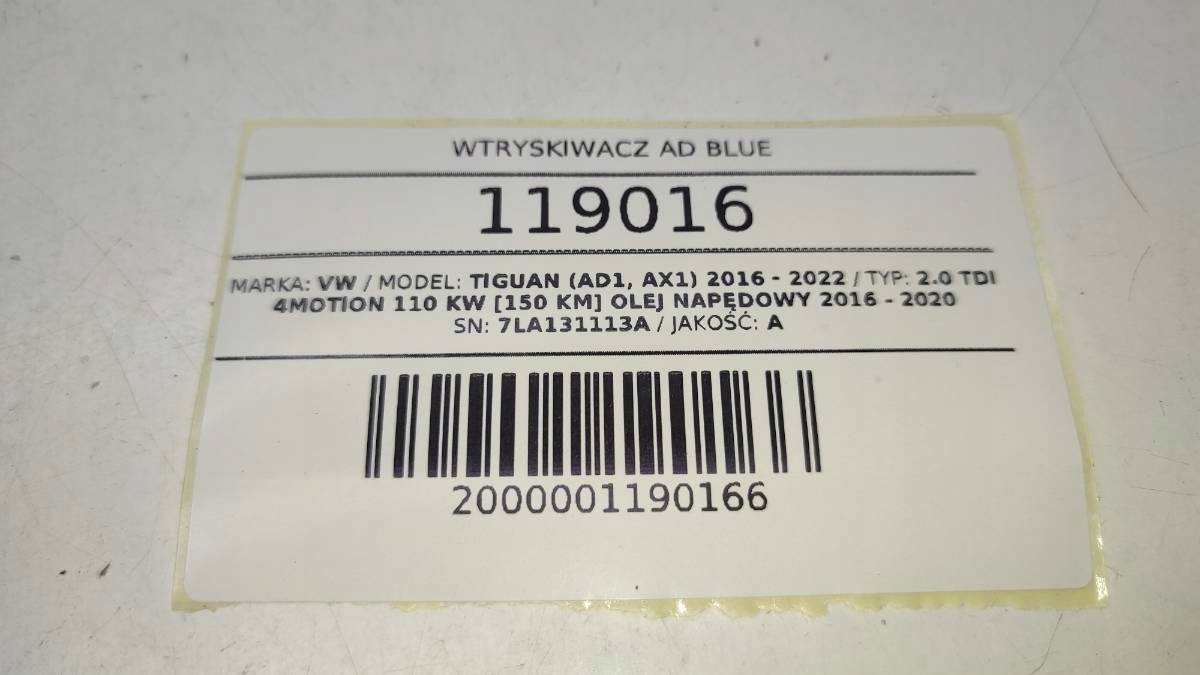 WTRYSKIWACZ AD BLUE
119016
MARKA: VW / MODEL: TIGUAN (AD1, AX1) 2016 - 2022 / TYP: 2.0 TDI
4MOTION 110 KW [150 KM] OLEJ NAPĘDOWY 2016 - 2020
SN: 7LA131113A / JAKOŚĆ: A
2000001190166